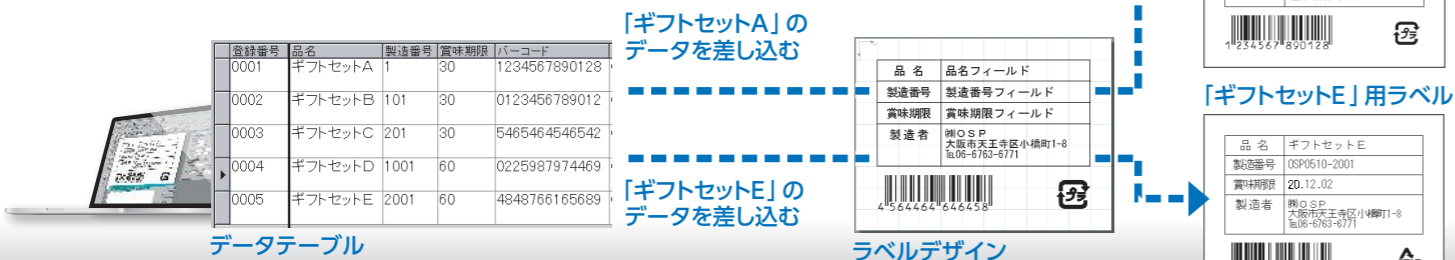 登録番号 品名 製造番号 賞味期限 バーコード
0001 ギフトセットA 1 30 1234567890128
0002 ギフトセットB 101 30 0123456789012
0003 ギフトセットC 201 30 5465464546542
0004 ギフトセットD 1001 60 0225987974469
0005 ギフトセットE 2001 60 4848766165689
データテーブル
「ギフトセットA」の
データを差し込む
「ギフトセットE」の
データを差し込む
品名 品名フィールド
製造番号 製造番号フィールド
賞味期限 賞味期限フィールド
製造者 ㈱OSP
大阪市天王寺区小橋町1-8
℡06-6763-6771
4 564464 646458
プラ
ラベルデザイン
1 234567 890128
プラ
「ギフトセットE」用ラベル
品名 ギフトセットE
製造番号 OSP0510-2001
賞味期限 20.12.02
製造者 ㈱OSP
大阪市天王寺区小橋町1-8
℡06-6763-6771